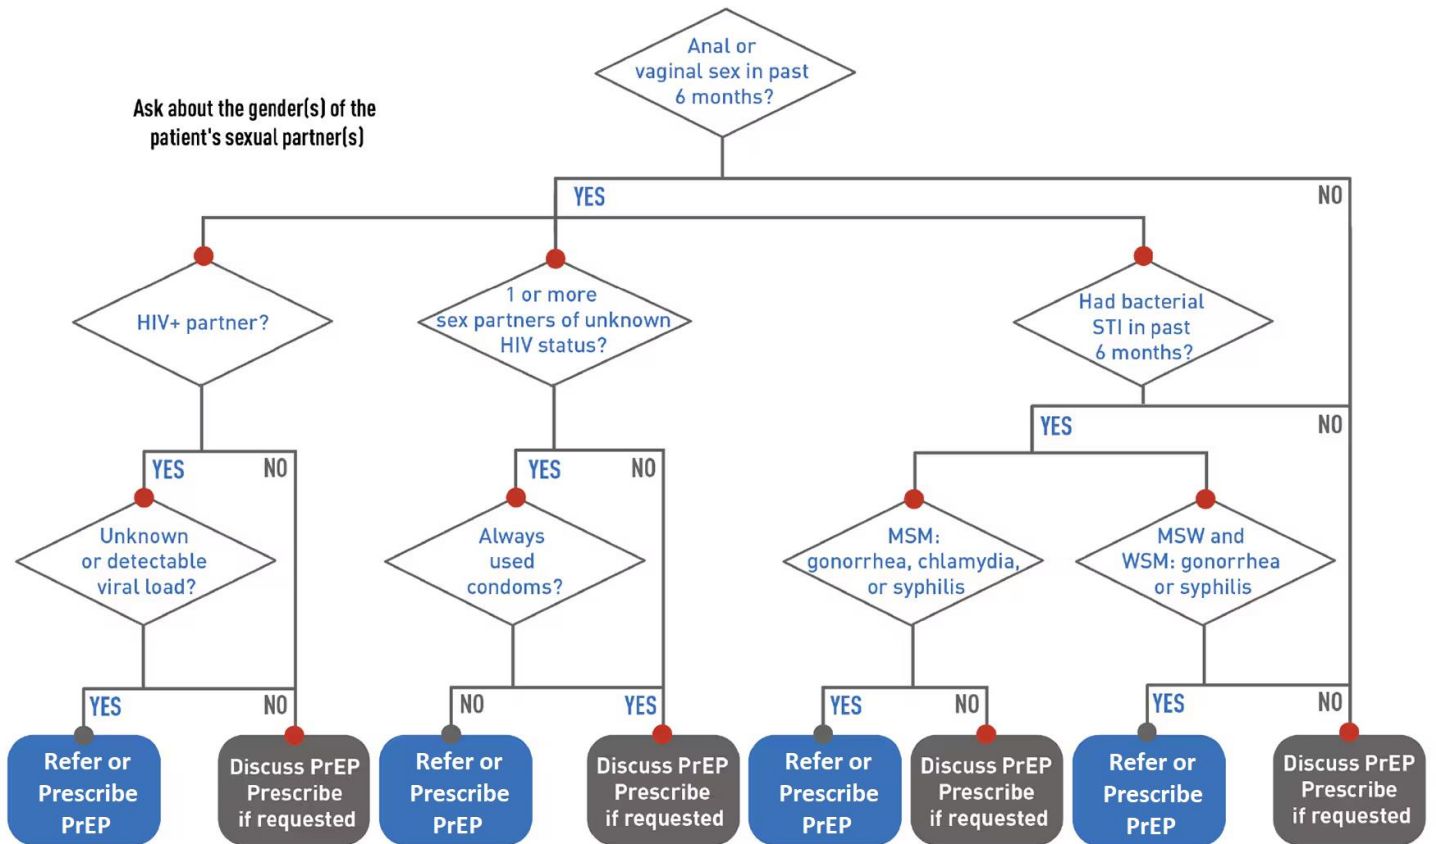 Anal or
vaginal sex in past
6 months?
Ask about the gender(s) of the
patient's sexual partner(s)
YES
NO
HIV+ partner?
1 or more
sex partners of unknown
HIV status?
Had bacterial
STI in past
6 months?
YES
NO
YES
NO
YES
NO
Unknown
or detectable
viral load?
Always
used
condoms?
MSM:
gonorrhea, chlamydia,
or syphilis
MSW and
WSM: gonorrhea
or syphilis
YES
NO
NO
YES
YES
NO
YES
NO
Refer or
Prescribe
PrEP
Discuss PrEP
Prescribe
if requested
Refer or
Prescribe
PrEP
Discuss PrEP
Prescribe
if requested
Refer or
Prescribe
PrEP
Discuss PrEP
Prescribe
if requested
Refer or
Prescribe
PrEP
Discuss PrEP
Prescribe
if requested